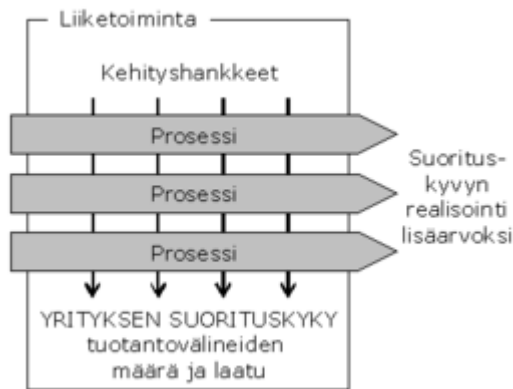 Liiketoiminta
Kehityshankkeet
Prosessi
Prosessi
Prosessi
Suoritus-
kyvyn
realisointi
lisäarvoksi
YRITYKSEN SUORITUSKYKY
tuotantovälineiden
määrä ja laatu